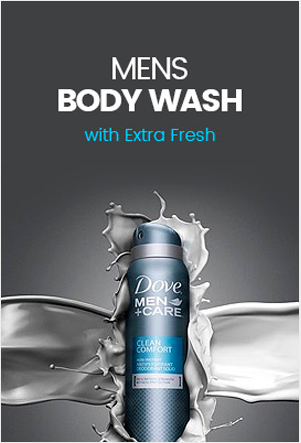 MENS
BODY WASH
with Extra Fresh
Dove
MEN
+CARE
CLEAN
COMFORT